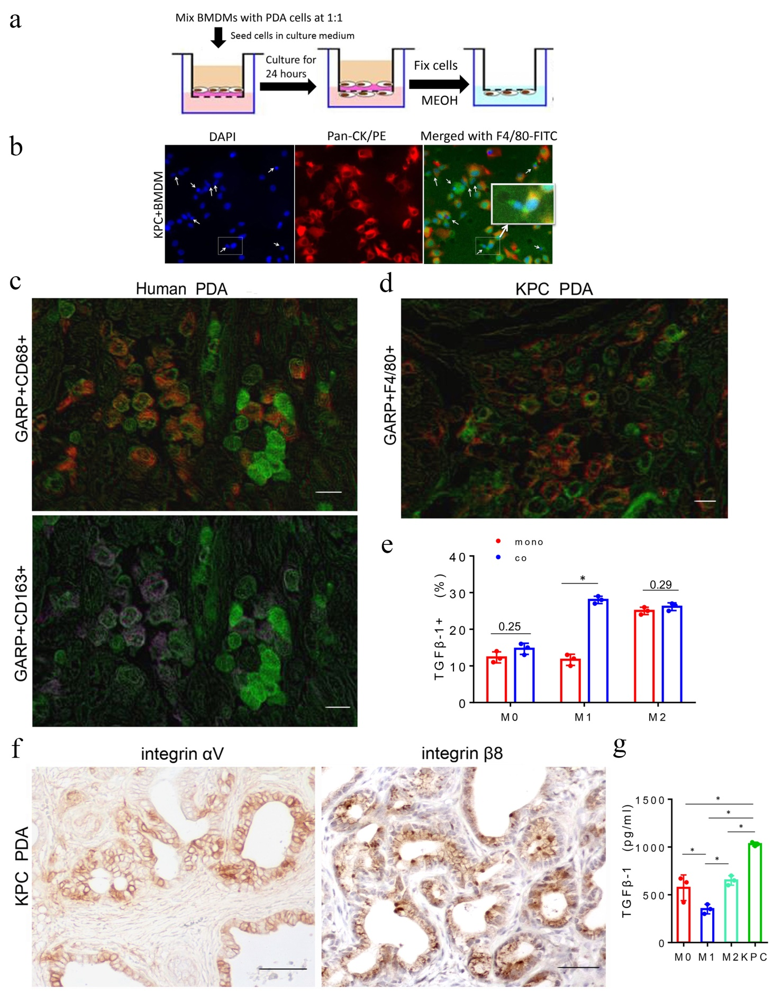 a
Mix BMDMs with PDA cells at 1:1
Seed cells in culture medium
Culture for
24 hours
Fix cells
MEOH
b
DAPI
Pan-CK/PE
Merged with F4/80-FITC
KPC+BMDM
c
Human PDA
GARP+CD68+
GARP+CD163+
d
KPC PDA
GARP+F4/80+
e
mono
co
TGFβ-1+ (%)
40
30
20
10
0
0.25
*
0.29
M0
M1
M2
f
integrin αV
integrin β8
KPC PDA
g
TGFβ-1 (pg/ml)
1500
1000
500
0
*
*
*
*
*
M0
M1
M2
KPC